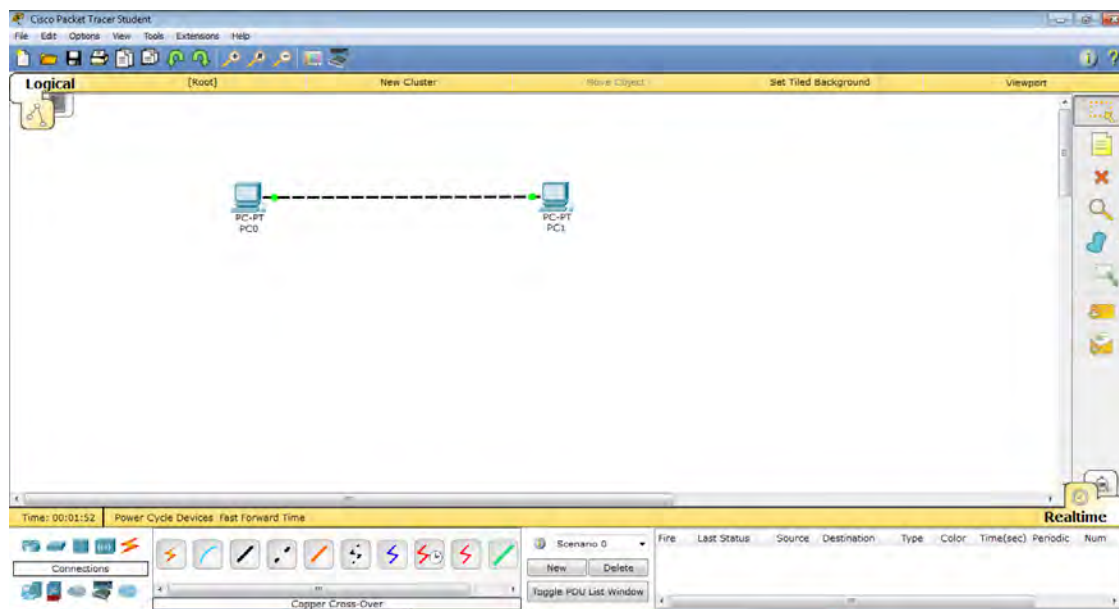 Cisco Packet Tracer Student
File Edit Options View Tools Extensions Help
Logical [Root] New Cluster Move Object Set Tiled Background Viewport
PC-PT
PC0
PC-PT
PC1
Time: 00:01:52 Power Cycle Devices Fast Forward Time Realtime
Connections
Copper Cross-Over
Scenario 0
New Delete
Toggle PDU List Window
Fire Last Status Source Destination Type Color Time(sec) Periodic Num